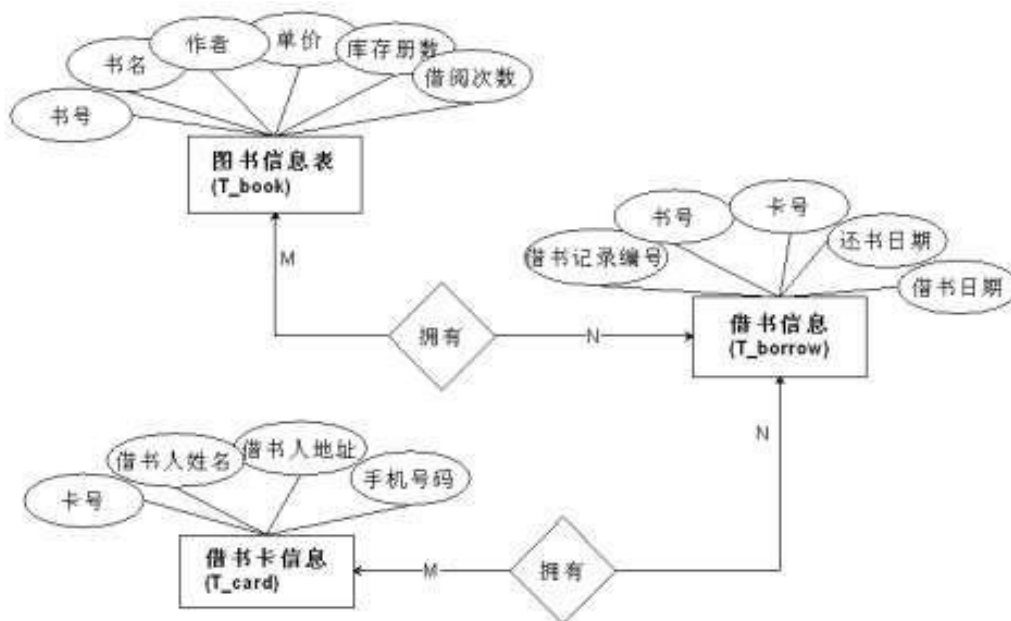 作者
单价
库存册数
书名
借阅次数
书号
图书信息表
(T_book)
M
书号
卡号
还书日期
借书记录编号
借书日期
拥有
N
借书信息
(T_borrow)
N
借书人姓名
借书人地址
手机号码
卡号
借书卡信息
(T_card)
M
拥有